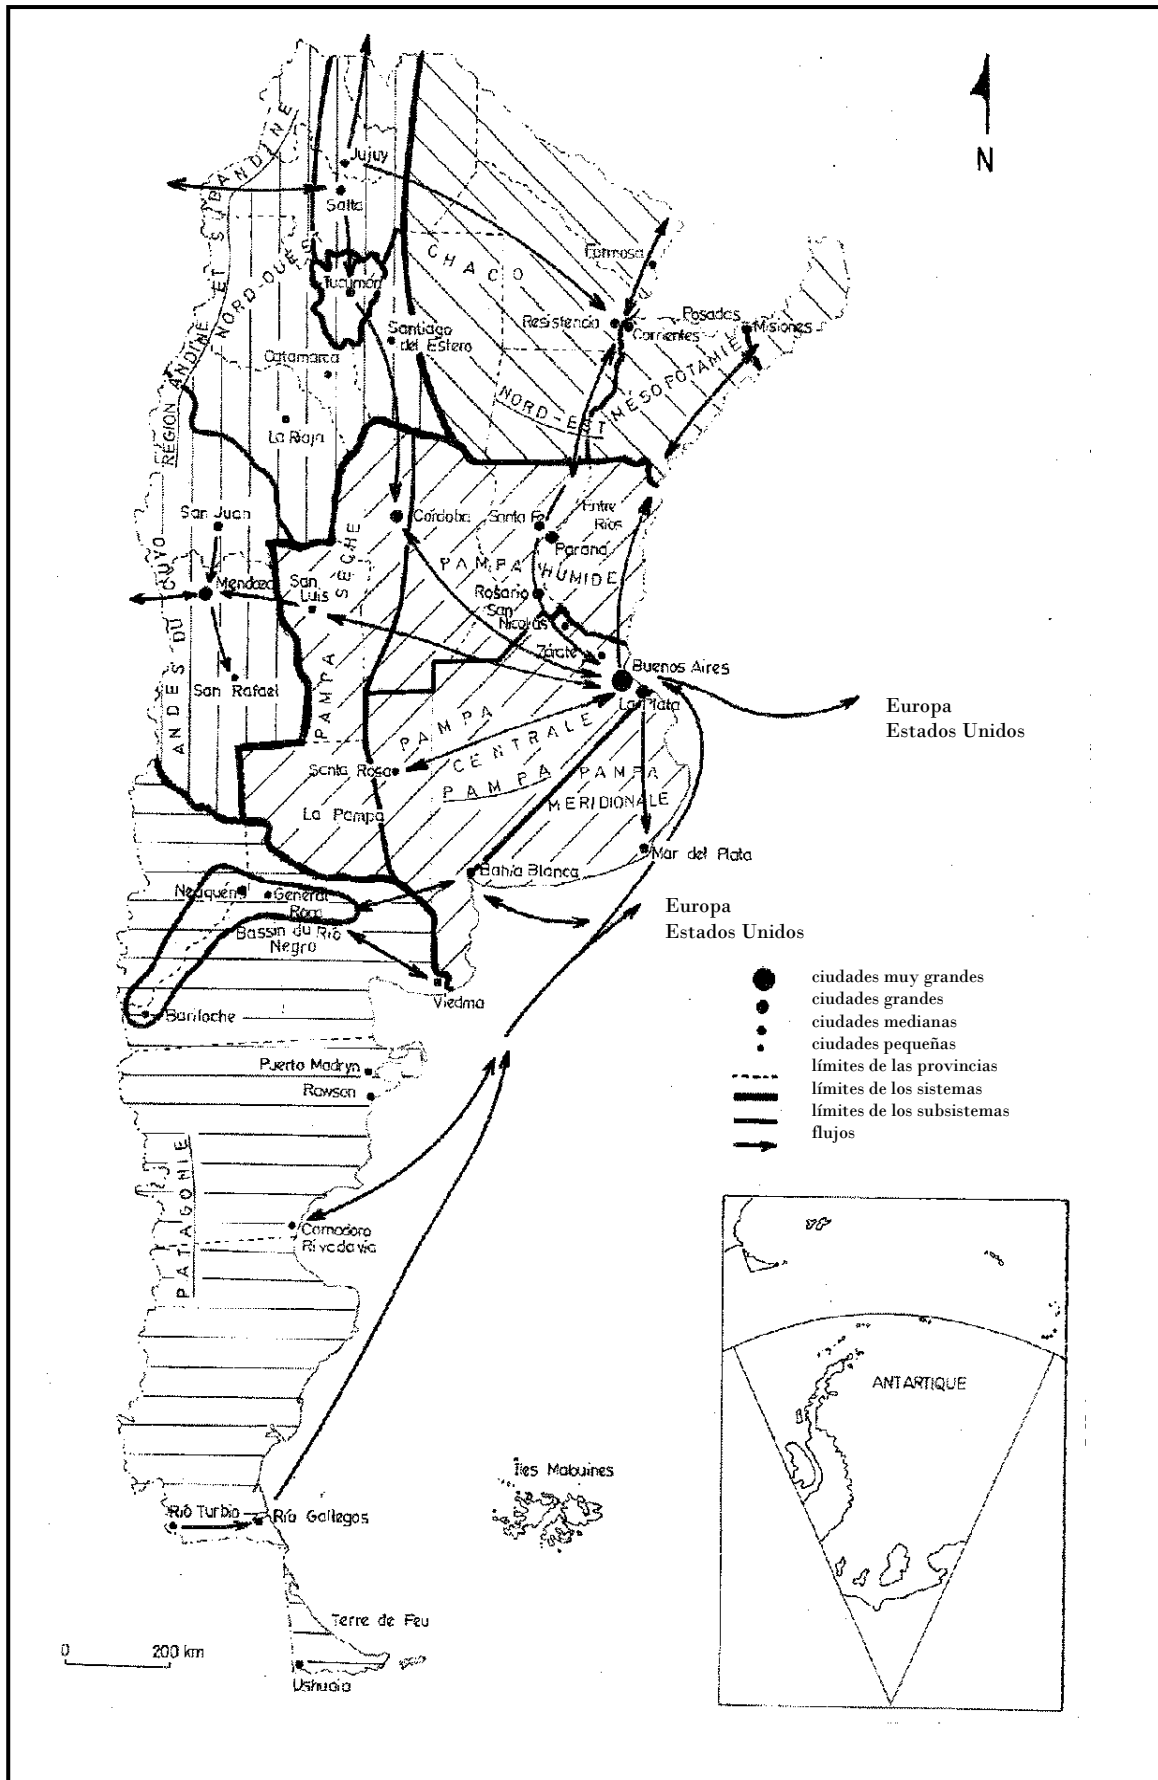 N
Jujuy
Salta
RÉGION ANDINE ET SUBANDINE
NORD-OUEST
Tucumán
CHACO
Formosa
Santiago
del Estero
Resistencia
Corrientes
Posadas
Misiones
Catamarca
NORD-EST
MÉSOPOTAMIE
La Rioja
San Juan
Córdoba
Santa Fe
Entre
Ríos
Paraná
PAMPA HUMIDE
PAMPA SECHE
Mendoza
San
Luis
Rosario
San
Nicolás
Zárate
Buenos Aires
La Plata
ANDES DU CUYO
San Rafael
Europa
Estados Unidos
PAMPA
CENTRALE
PAMPA
PAMPA
MERIDIONALE
Santa Rosa
La Pampa
Mar del Plata
Bahía Blanca
Neuquén
General
Roca
Bassin du Río
Negro
Europa
Estados Unidos
Viedma
Bariloche
Puerto Madryn
Rawson
ciudades muy grandes
ciudades grandes
ciudades medianas
ciudades pequeñas
límites de las provincias
límites de los sistemas
límites de los subsistemas
flujos
PATAGONIE
Comodoro
Rivadavia
ANTARTIQUE
Îles Malouines
Río Turbio
Río Gallegos
Terre de Feu
0 200 km
Ushuaia